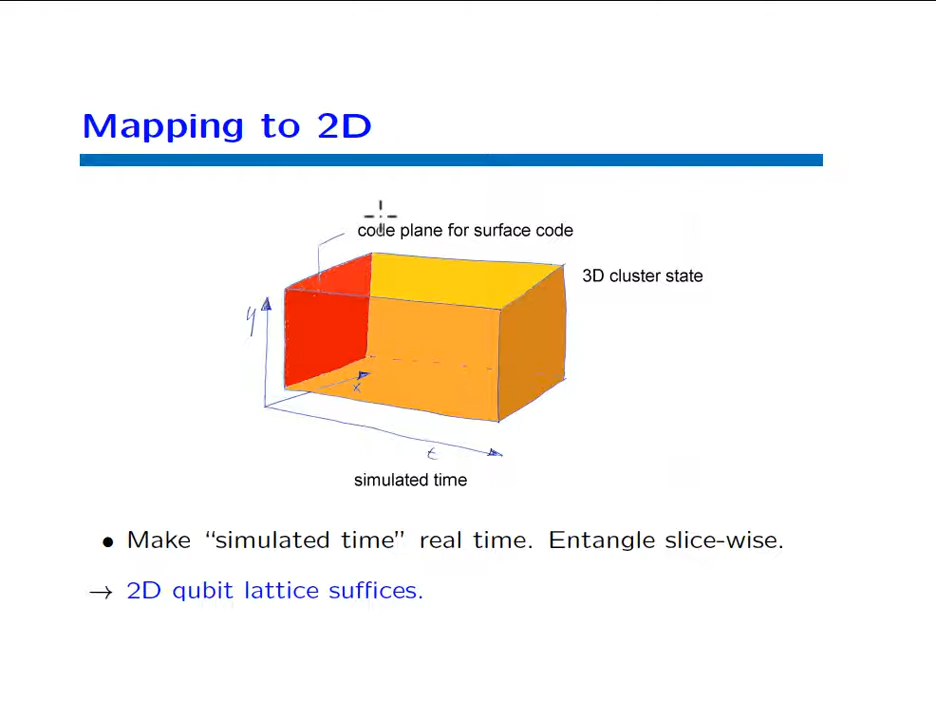 Mapping to 2D
code plane for surface code
3D cluster state
y
x
t
simulated time
• Make “simulated time” real time. Entangle slice-wise.
→ 2D qubit lattice suffices.